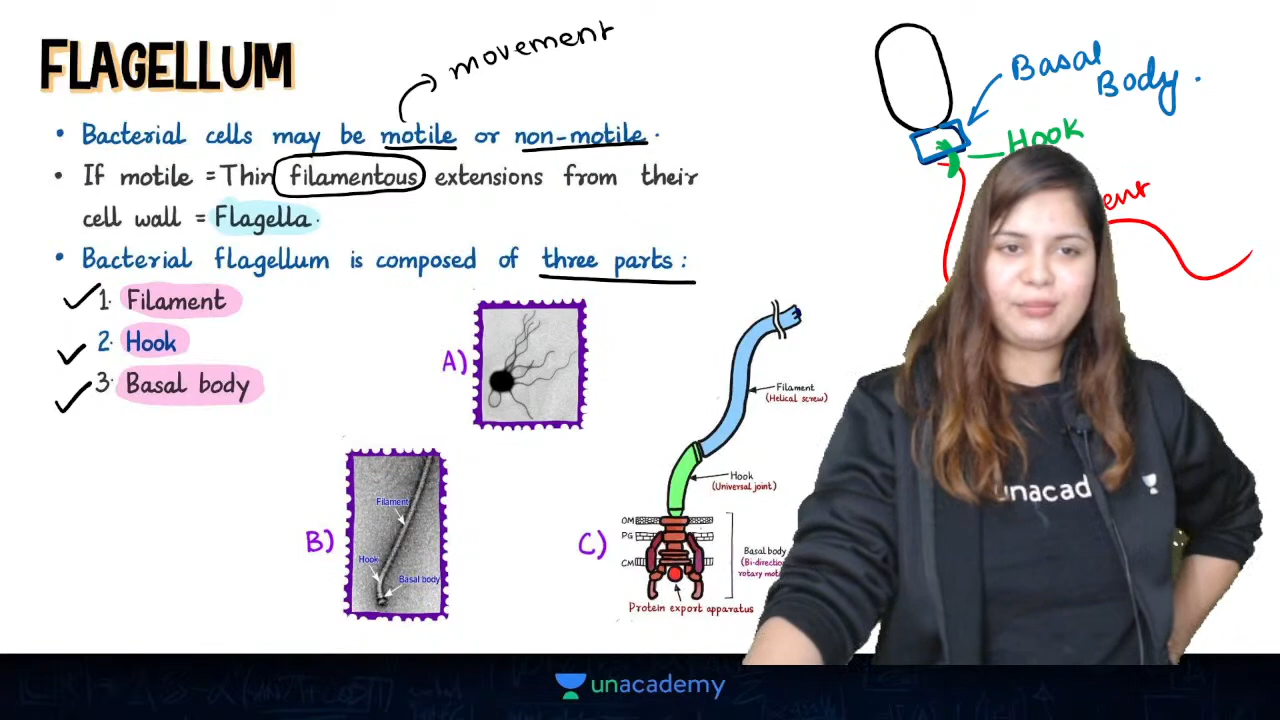 FLAGELLUM
movement
• Bacterial cells may be motile or non-motile.
• If motile = Thin filamentous extensions from their
cell wall = Flagella.
• Bacterial flagellum is composed of three parts:
1. Filament
2. Hook
3. Basal body
Basal
Body.
Hook
A)
B)
Filament
Hook
Basal body
C)
Filament
(Helical screw)
Hook
(Universal joint)
OM
PG
CM
Basal body
Protein export apparatus
unacad
unacademy